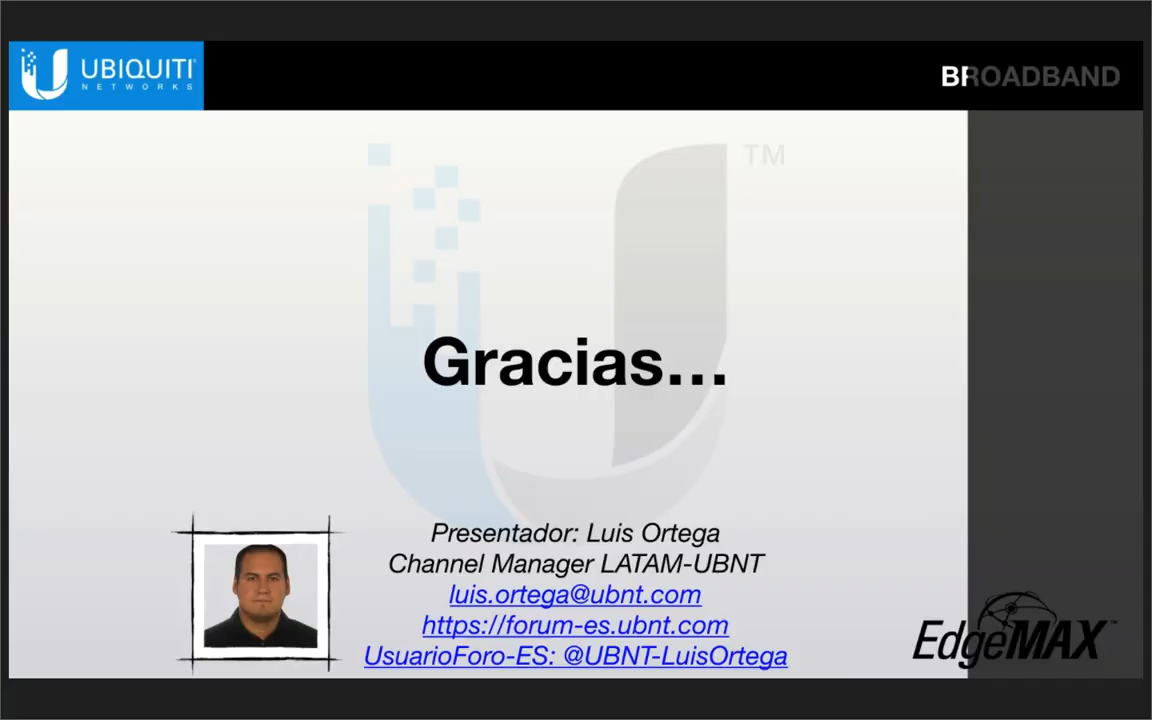 UBIQUITI
NETWORKS
BROADBAND
TM
Gracias...
Presentador: Luis Ortega
Channel Manager LATAM-UBNT
luis.ortega@ubnt.com
https://forum-es.ubnt.com
UsuarioForo-ES: @UBNT-LuisOrtega
EdgeMAX™